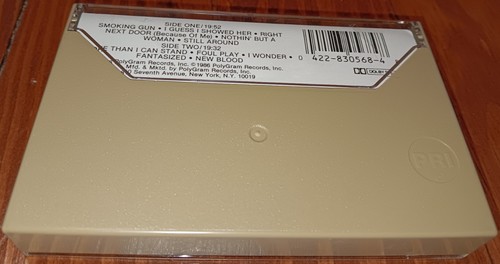 SIDE ONE/19:52
SMOKING GUN • I GUESS I SHOWED HER • RIGHT
NEXT DOOR (Because Of Me) • NOTHIN' BUT A
WOMAN • STILL AROUND
SIDE TWO/19:32
THAN I CAN STAND • FOUL PLAY • I WONDER •
FANTASIZED • NEW BLOOD
PolyGram Records, Inc. ©1986 PolyGram Records, Inc.
Mfd. & Mktd. by PolyGram Records, Inc.
Seventh Avenue, New York, N.Y. 10019
0 422-830568-4
DOLBY
PRI